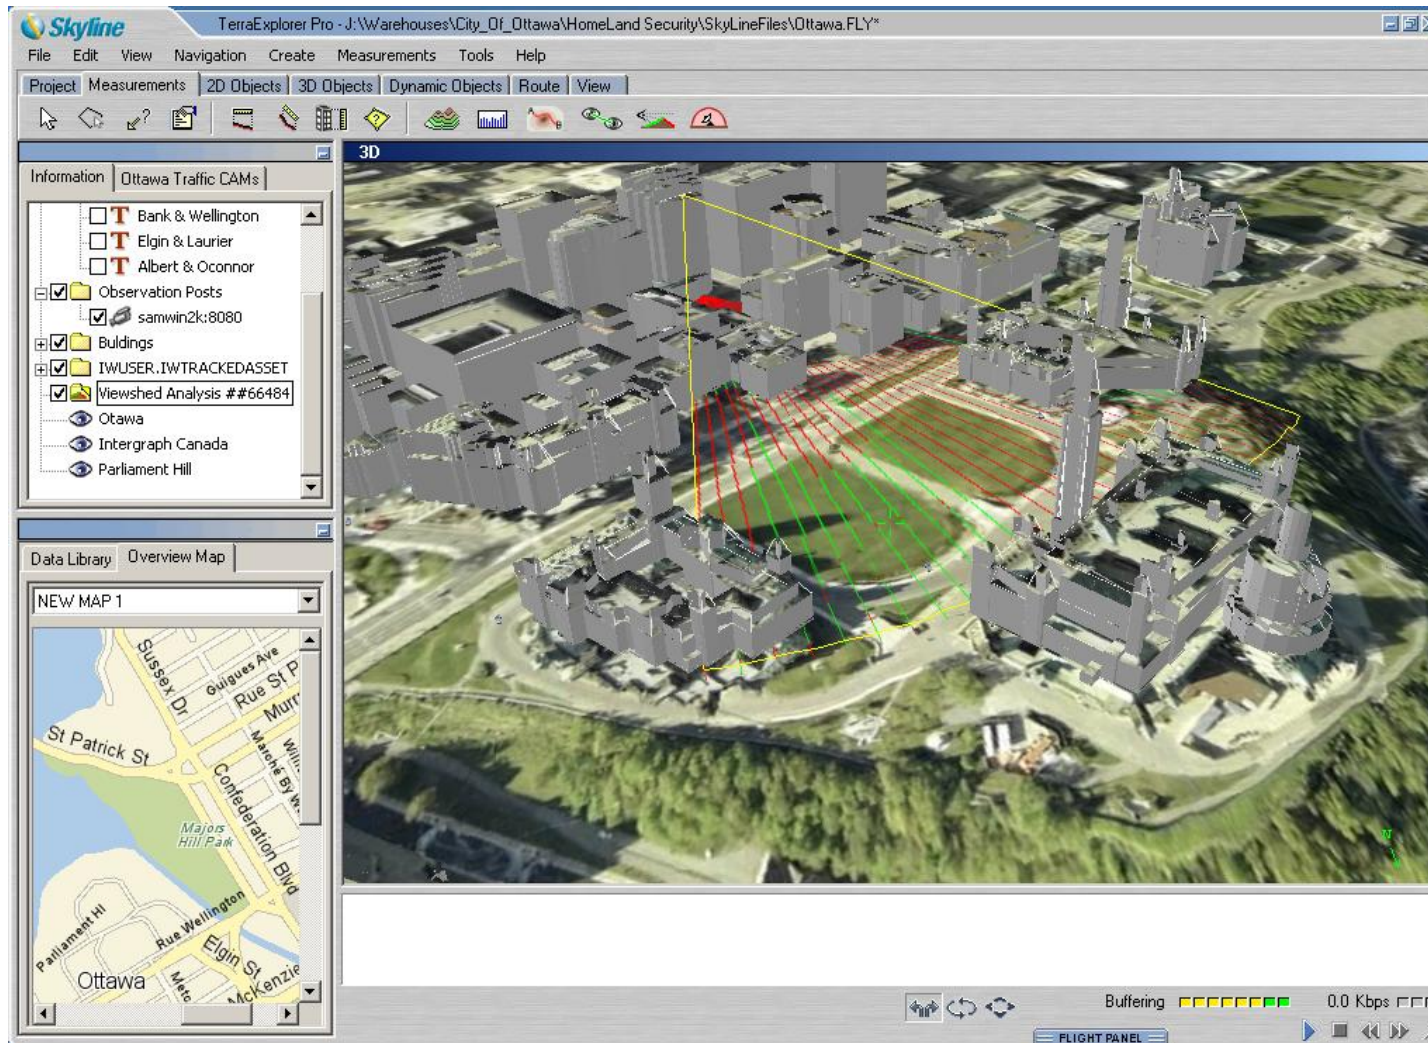 Skyline
TerraExplorer Pro - J:\Warehouses\City_Of_Ottawa\HomeLand Security\SkyLineFiles\Ottawa.FLY*
File Edit View Navigation Create Measurements Tools Help
Project Measurements 2D Objects 3D Objects Dynamic Objects Route View
3D
Information Ottawa Traffic CAMs
T Bank & Wellington
T Elgin & Laurier
T Albert & Oconnor
Observation Posts
samwin2k:8080
Buldings
IWUSER.IWTRACKEDASSET
Viewshed Analysis ##66484
Otawa
Intergraph Canada
Parliament Hill
Data Library Overview Map
NEW MAP 1
Sussex Dr
Guigues Ave
Rue St P
Murr
St Patrick St
Marché By W
Confederation Blvd
Majors
Hill Park
Parliament Hl
Rue Wellington
Elgin St
Ottawa
Metc
McKenzie
N
Buffering
0.0 Kbps
FLIGHT PANEL